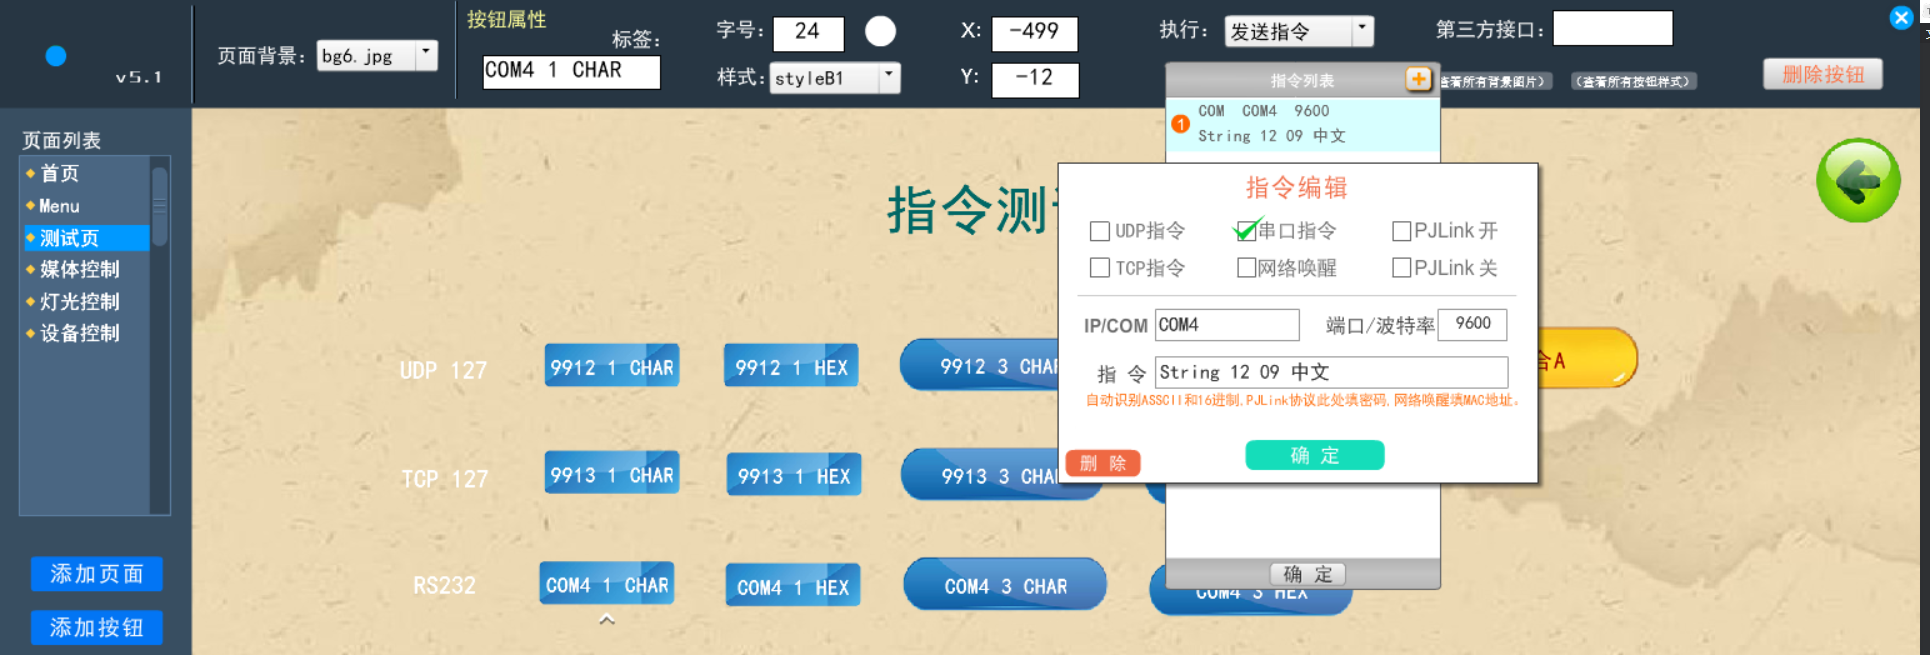 v5.1
页面背景：
bg6.jpg
按钮属性
标签：
COM4 1 CHAR
字号：
24
样式：
styleB1
X:
-499
Y:
-12
执行：
发送指令
第三方接口：
查看所有背景图片）
（查看所有按钮样式）
删除按钮
页面列表
首页
Menu
测试页
媒体控制
灯光控制
设备控制
添加页面
添加按钮
指令列表
1
COM COM4 9600
String 12 09 中文
指令测
指令编辑
UDP指令
串口指令
PJLink 开
TCP指令
网络唤醒
PJLink 关
IP/COM
COM4
端口/波特率
9600
指 令
String 12 09 中文
自动识别ASSCII和16进制,PJLink协议此处填密码,网络唤醒填MAC地址。
删 除
确 定
UDP 127
9912 1 CHAR
9912 1 HEX
9912 3 CHAR
合A
TCP 127
9913 1 CHAR
9913 1 HEX
9913 3 CHAR
RS232
COM4 1 CHAR
COM4 1 HEX
COM4 3 CHAR
COM4 3 HEX
确 定